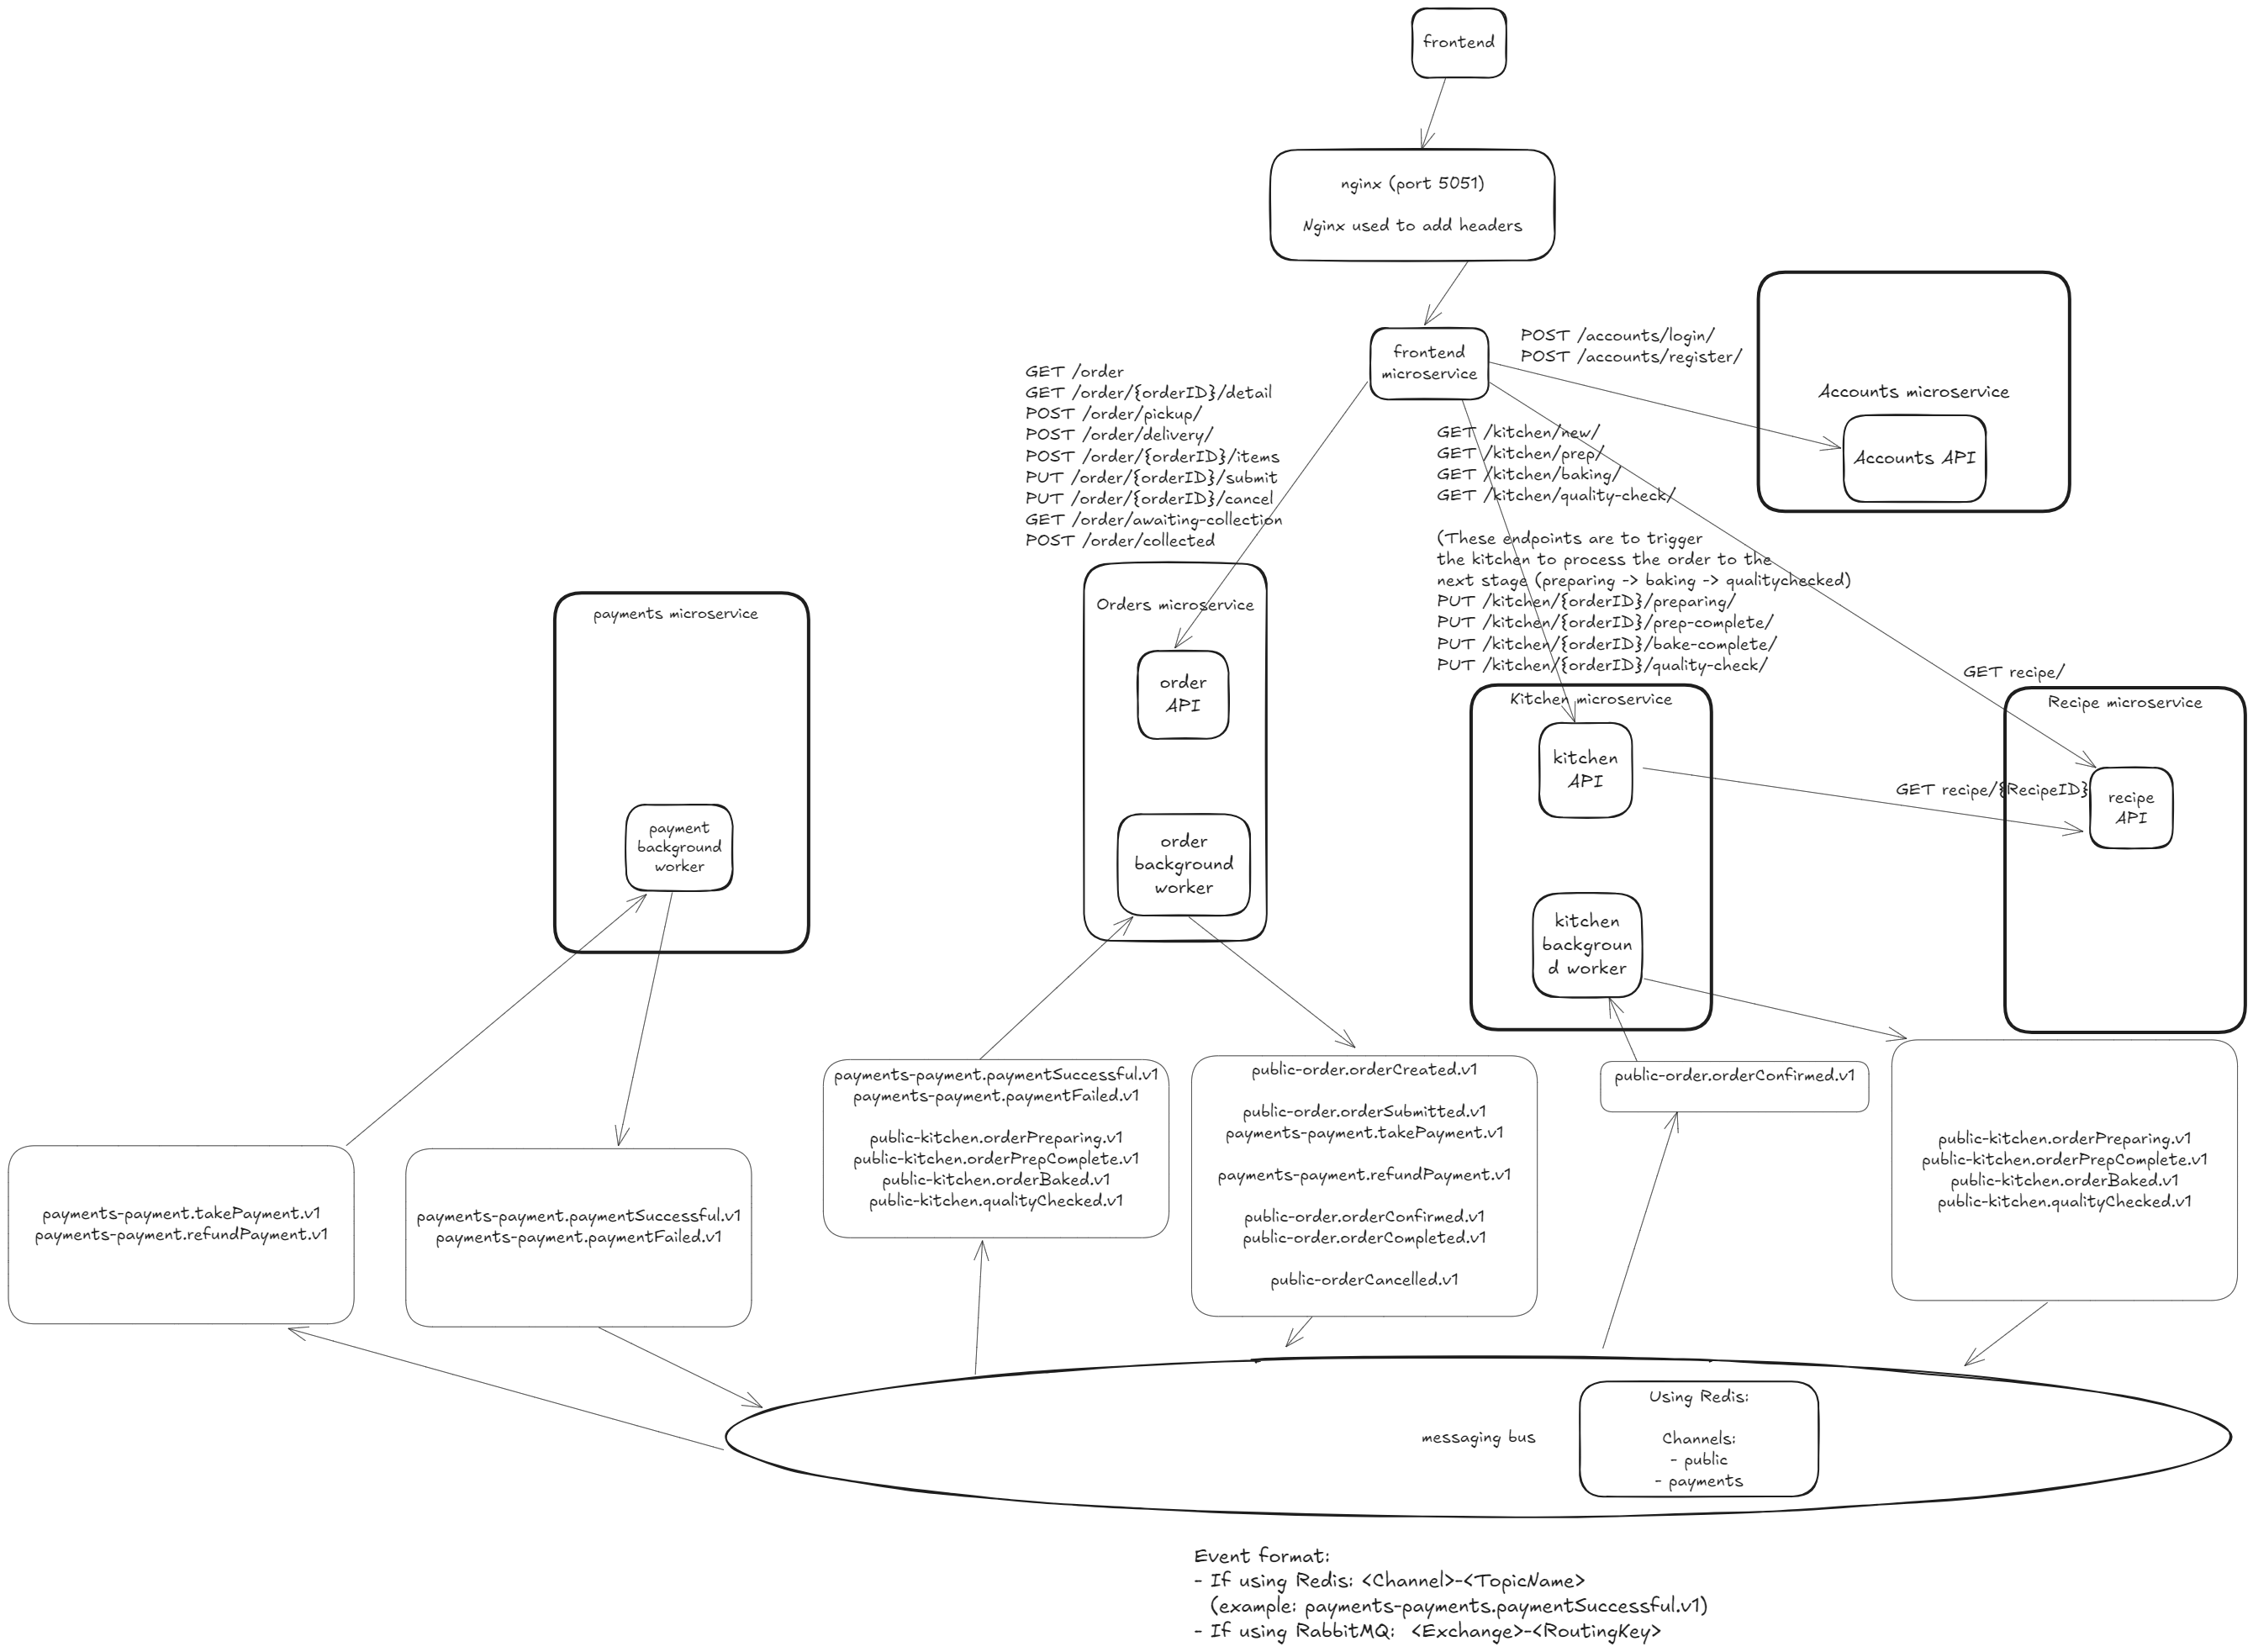 frontend
nginx (port 5051)
Nginx used to add headers
frontend
microservice
POST /accounts/login/
POST /accounts/register/
Accounts microservice
Accounts API
GET /order
GET /order/{orderID}/detail
POST /order/pickup/
POST /order/delivery/
POST /order/{orderID}/items
PUT /order/{orderID}/submit
PUT /order/{orderID}/cancel
GET /order/awaiting-collection
POST /order/collected
GET /kitchen/new/
GET /kitchen/prep/
GET /kitchen/baking/
GET /kitchen/quality-check/
(These endpoints are to trigger
the kitchen to process the order to the
next stage (preparing -> baking -> qualitychecked)
PUT /kitchen/{orderID}/preparing/
PUT /kitchen/{orderID}/prep-complete/
PUT /kitchen/{orderID}/bake-complete/
PUT /kitchen/{orderID}/quality-check/
payments microservice
payment
background
worker
Orders microservice
order
API
order
background
worker
Kitchen microservice
kitchen
API
kitchen
backgroun
d worker
GET recipe/
Recipe microservice
GET recipe/{RecipeID}
recipe
API
payments-payment.takePayment.v1
payments-payment.refundPayment.v1
payments-payment.paymentSuccessful.v1
payments-payment.paymentFailed.v1
payments-payment.paymentSuccessful.v1
payments-payment.paymentFailed.v1
public-kitchen.orderPreparing.v1
public-kitchen.orderPrepComplete.v1
public-kitchen.orderBaked.v1
public-kitchen.qualityChecked.v1
public-order.orderCreated.v1
public-order.orderSubmitted.v1
payments-payment.takePayment.v1
payments-payment.refundPayment.v1
public-order.orderConfirmed.v1
public-order.orderCompleted.v1
public-orderCancelled.v1
public-order.orderConfirmed.v1
public-kitchen.orderPreparing.v1
public-kitchen.orderPrepComplete.v1
public-kitchen.orderBaked.v1
public-kitchen.qualityChecked.v1
messaging bus
Using Redis:
Channels:
- public
- payments
Event format:
- If using Redis: <Channel>-<TopicName>
(example: payments-payments.paymentSuccessful.v1)
- If using RabbitMQ: <Exchange>-<RoutingKey>